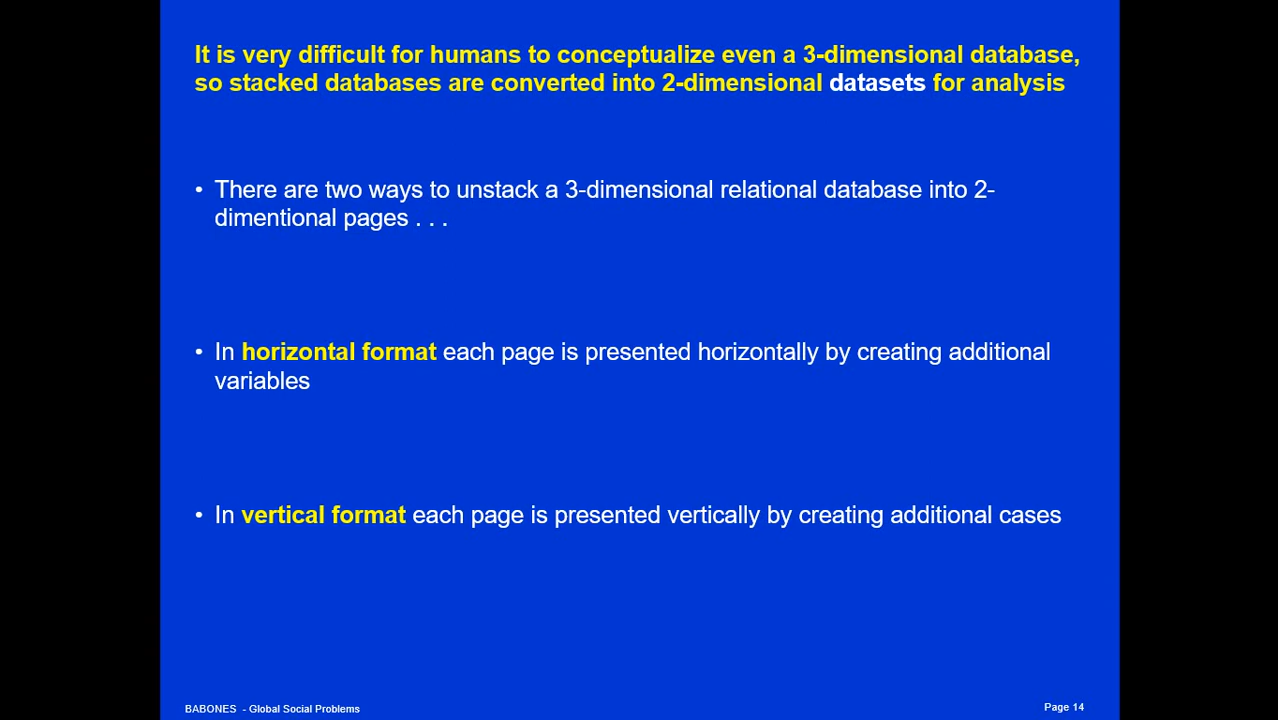 It is very difficult for humans to conceptualize even a 3-dimensional database,
so stacked databases are converted into 2-dimensional datasets for analysis
• There are two ways to unstack a 3-dimensional relational database into 2-
dimentional pages . . .
• In horizontal format each page is presented horizontally by creating additional
variables
• In vertical format each page is presented vertically by creating additional cases
BABONES - Global Social Problems
Page 14